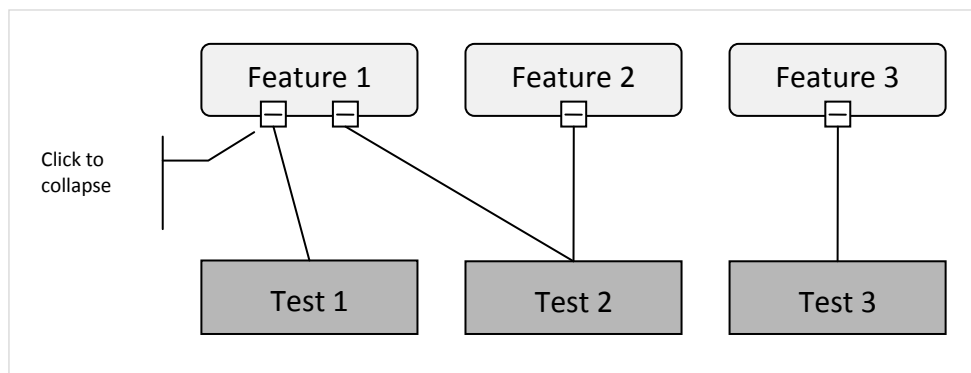 Feature 1
Feature 2
Feature 3
Click to
collapse
Test 1
Test 2
Test 3